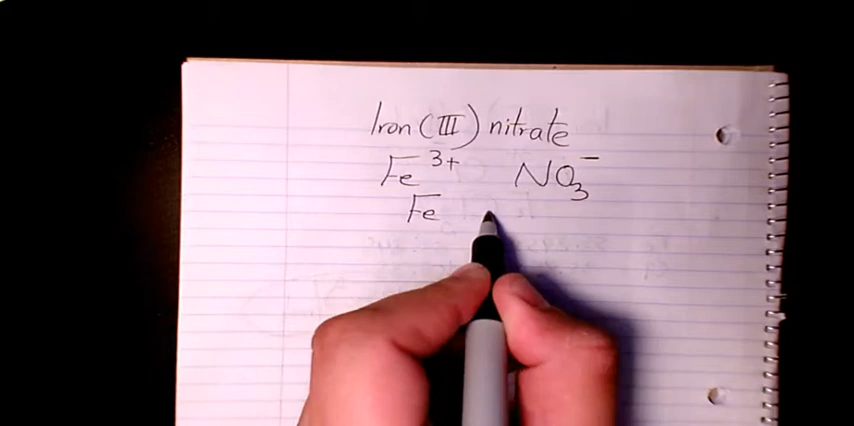 Iron (III) nitrate
Fe³⁺ NO₃⁻
Fe